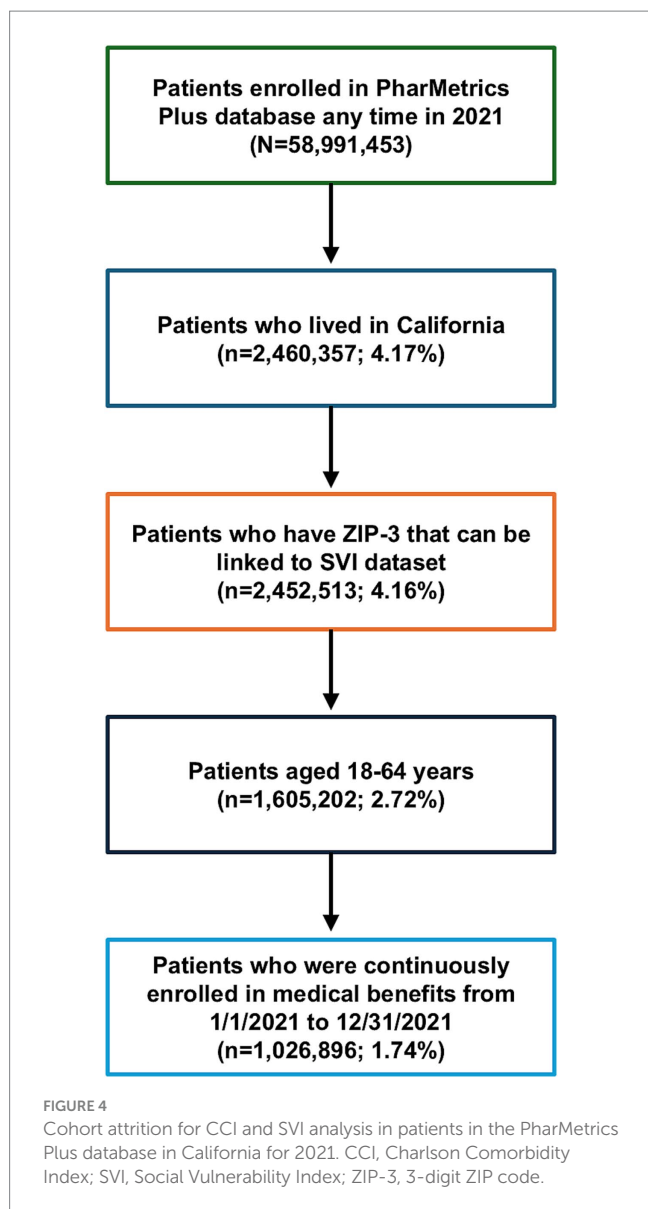 Patients enrolled in PharMetrics
Plus database any time in 2021
(N=58,991,453)
Patients who lived in California
(n=2,460,357; 4.17%)
Patients who have ZIP-3 that can be
linked to SVI dataset
(n=2,452,513; 4.16%)
Patients aged 18-64 years
(n=1,605,202; 2.72%)
Patients who were continuously
enrolled in medical benefits from
1/1/2021 to 12/31/2021
(n=1,026,896; 1.74%)
FIGURE 4
Cohort attrition for CCI and SVI analysis in patients in the PharMetrics
Plus database in California for 2021. CCI, Charlson Comorbidity
Index; SVI, Social Vulnerability Index; ZIP-3, 3-digit ZIP code.